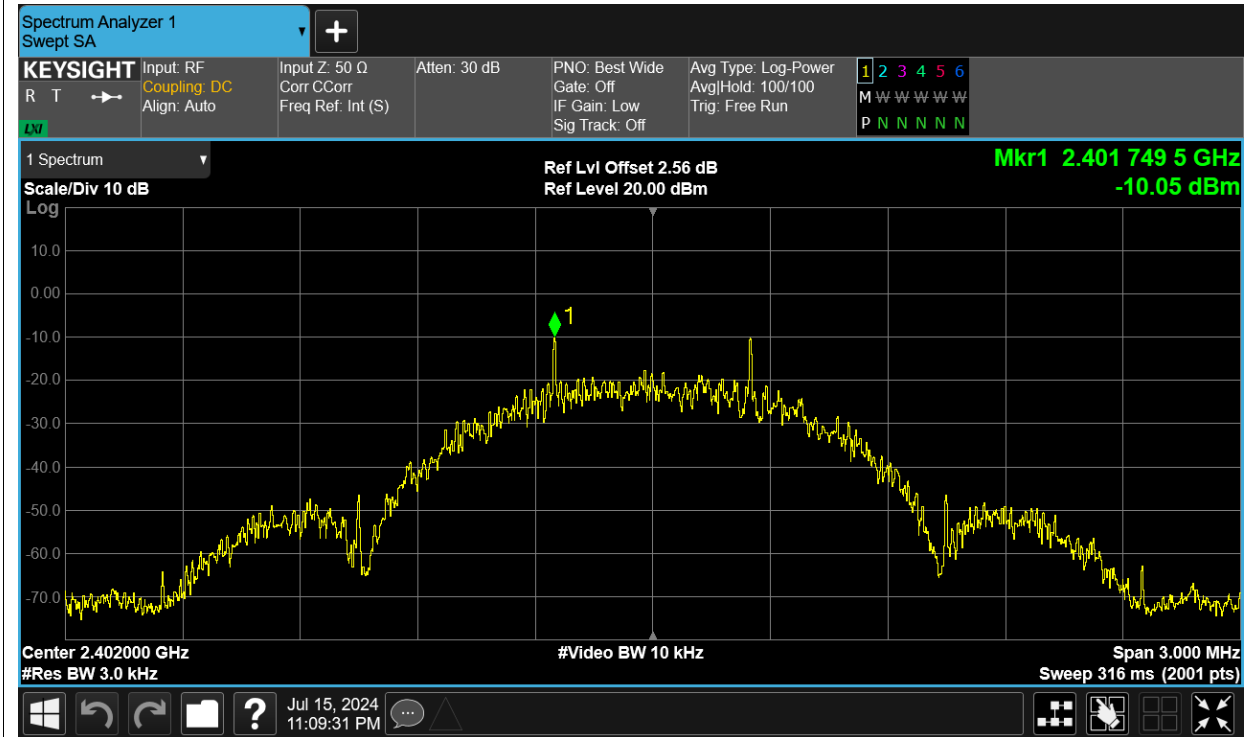 Spectrum Analyzer 1
Swept SA
KEYSIGHT
R T
LXI
Input: RF
Coupling: DC
Align: Auto
Input Z: 50 Ω
Corr CCorr
Freq Ref: Int (S)
Atten: 30 dB
PNO: Best Wide
Gate: Off
IF Gain: Low
Sig Track: Off
Avg Type: Log-Power
Avg|Hold: 100/100
Trig: Free Run
1 2 3 4 5 6
M W W W W W
P N N N N N
1 Spectrum
Scale/Div 10 dB
Log
Ref Lvl Offset 2.56 dB
Ref Level 20.00 dBm
Mkr1 2.401 749 5 GHz
-10.05 dBm
10.0
0.00
-10.0
-20.0
-30.0
-40.0
-50.0
-60.0
-70.0
1
Center 2.402000 GHz
#Video BW 10 kHz
Span 3.000 MHz
#Res BW 3.0 kHz
Sweep 316 ms (2001 pts)
?
Jul 15, 2024
11:09:31 PM